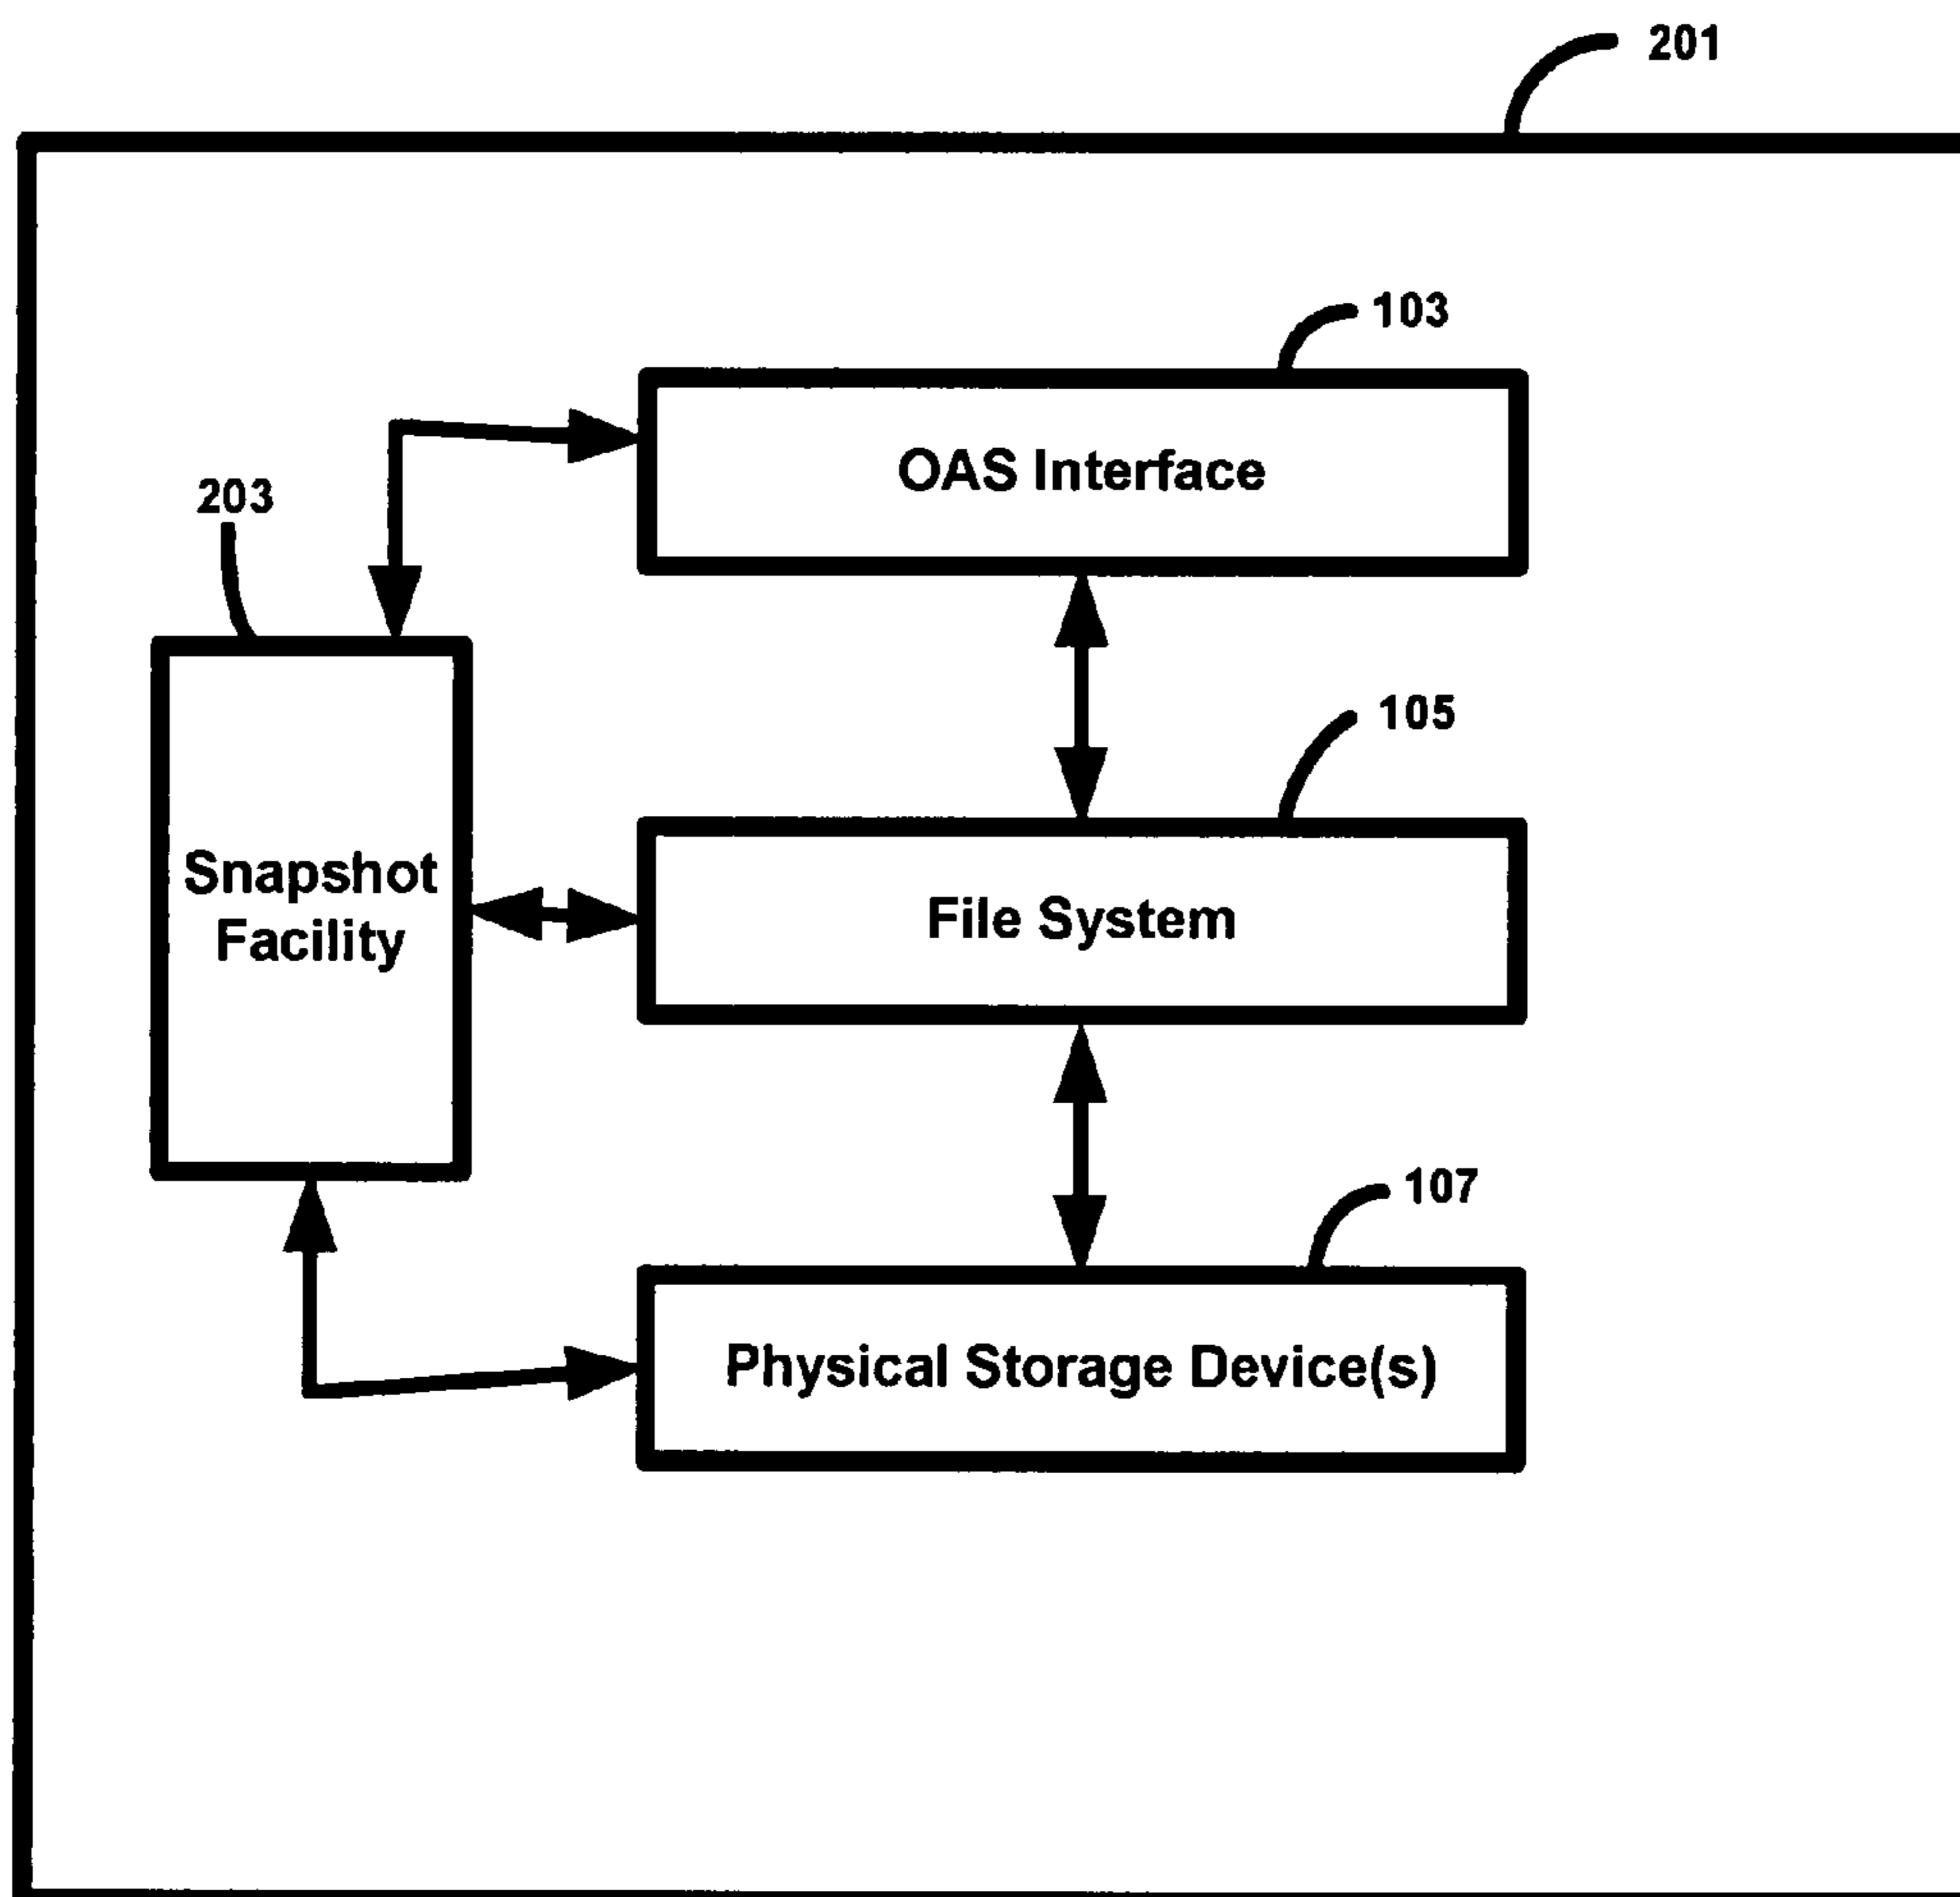 201
103
OAS Interface
203
105
Snapshot
Facility
File System
107
Physical Storage Device(s)